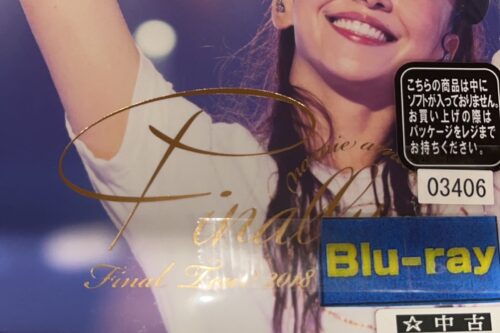 こちらの商品は中に
ソフトが入っておりません。
お買い上げの際は
パッケージをレジまで
お持ちください。
03406
Finally
Final Tour 2018
Blu-ray
☆中古